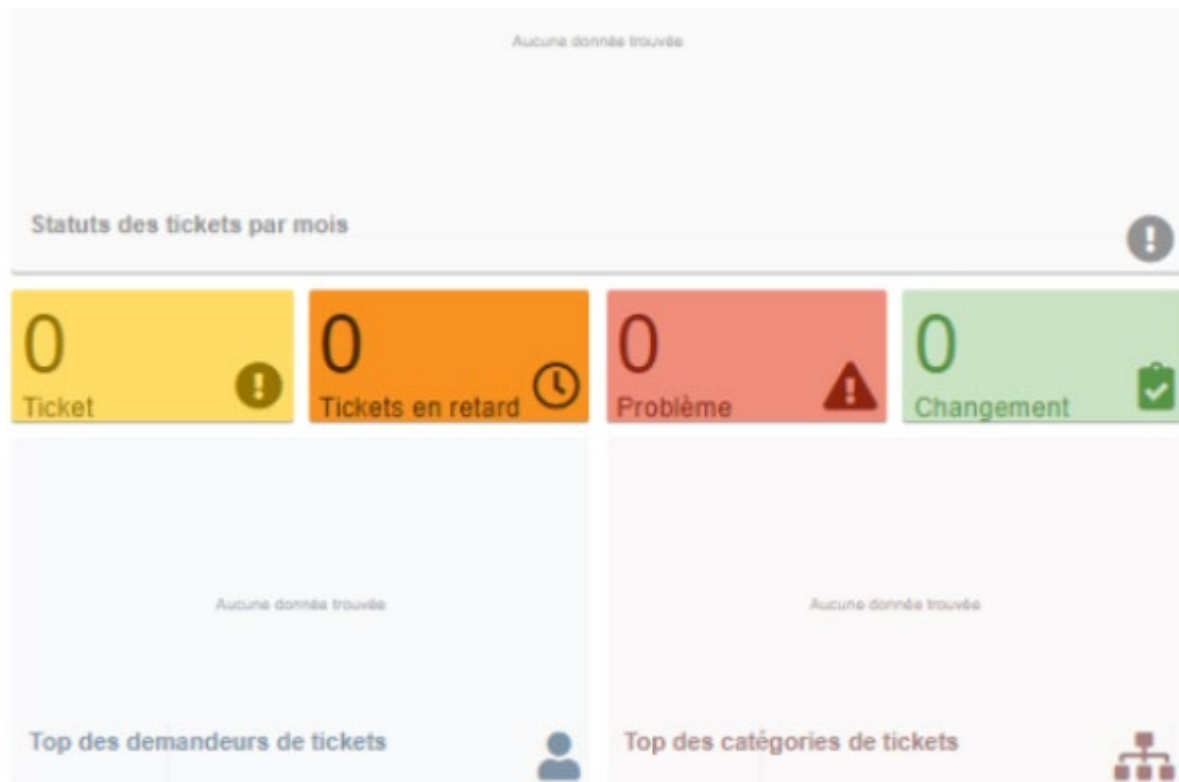 Aucune donnée trouvée
Statuts des tickets par mois
0
Ticket
0
Tickets en retard
0
Problème
0
Changement
Aucune donnée trouvée
Top des demandeurs de tickets
Aucune donnée trouvée
Top des catégories de tickets